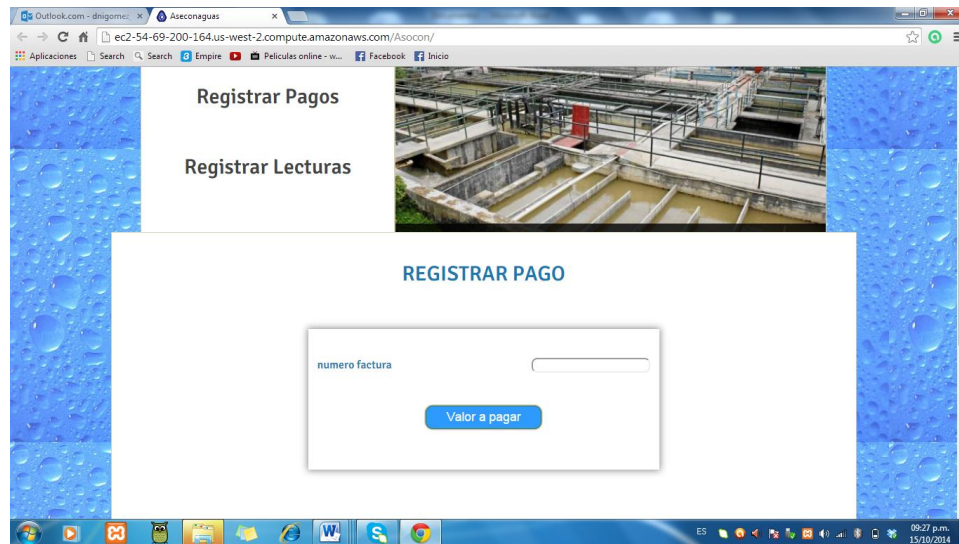 Outlook.com - dnigomez
Aseconaguas
ec2-54-69-200-164.us-west-2.compute.amazonaws.com/Asocon/
Aplicaciones Search Search Empire Peliculas online - w... Facebook Inicio
Registrar Pagos
Registrar Lecturas
REGISTRAR PAGO
numero factura
Valor a pagar
ES
09:27 p.m.
15/10/2014